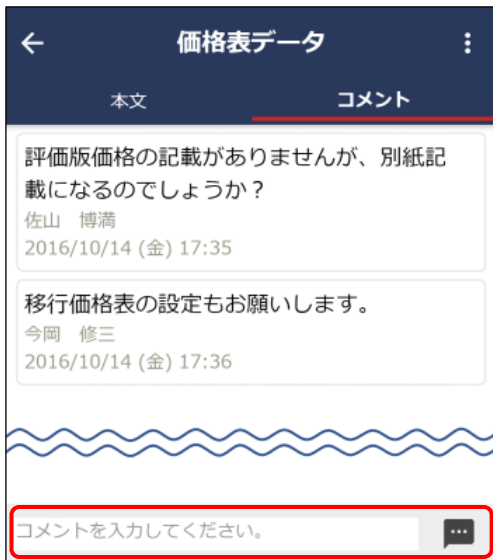 価格表データ
本文
コメント
評価版価格の記載がありませんが、別紙記
載になるのでしょうか？
佐山　博満
2016/10/14 (金) 17:35
移行価格表の設定もお願いします。
今岡　修三
2016/10/14 (金) 17:36
コメントを入力してください。